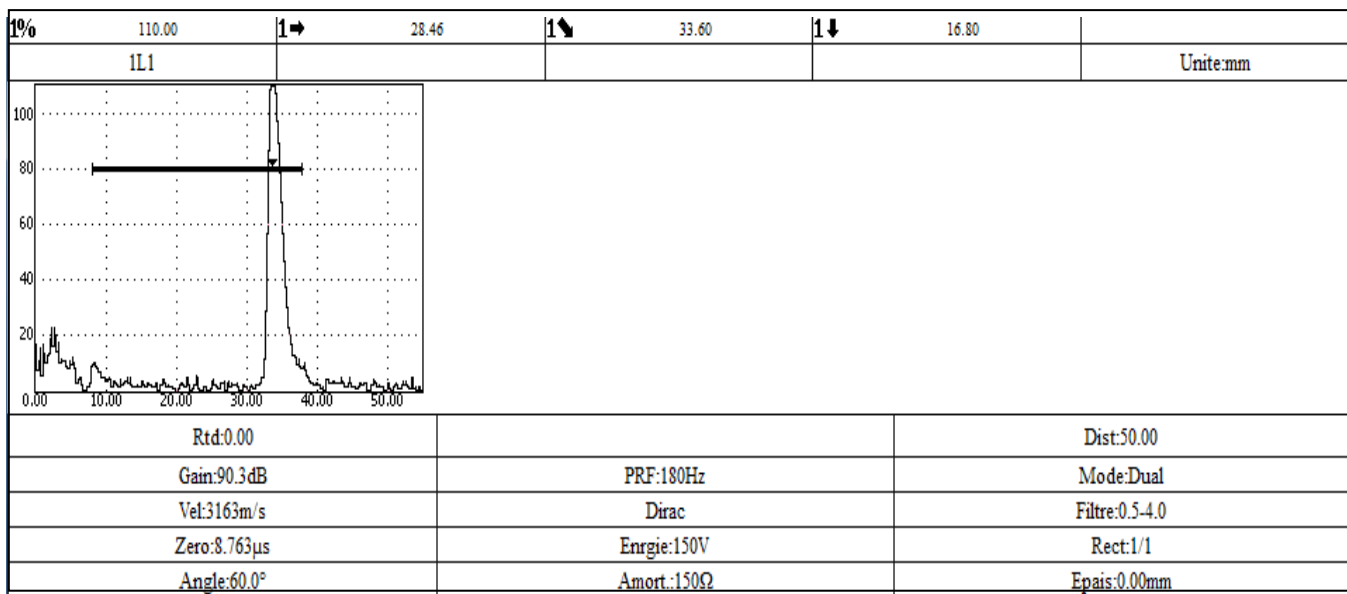 1% 110.00 1➡ 28.46 1⬊ 33.60 1⬇ 16.80
1L1 Unite:mm
100
80
60
40
20
0.00 10.00 20.00 30.00 40.00 50.00
Rtd:0.00 Dist:50.00
Gain:90.3dB PRF:180Hz Mode:Dual
Vel:3163m/s Dirac Filtre:0.5-4.0
Zero:8.763µs Enrgie:150V Rect:1/1
Angle:60.0° Amort.:150Ω Epais:0.00mm